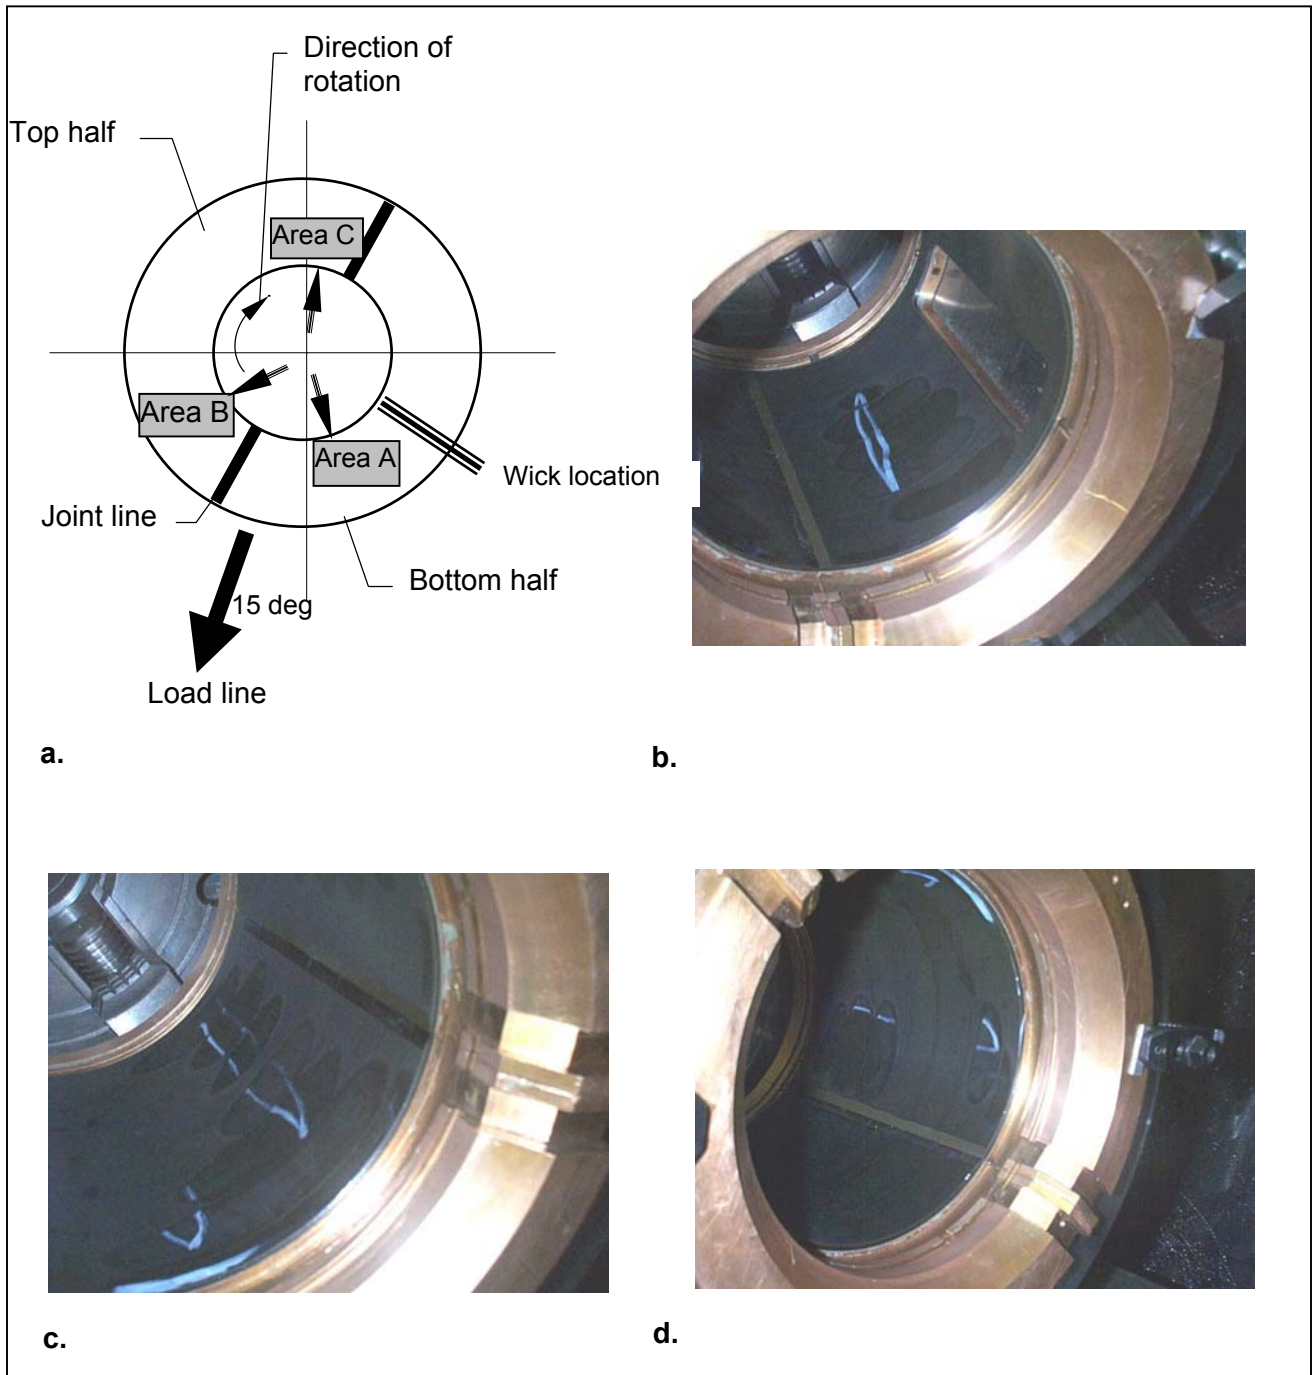 Direction of
rotation
Top half
Area C
Area B
Area A
Wick location
Joint line
Bottom half
15 deg
Load line
a.
b.
c.
d.